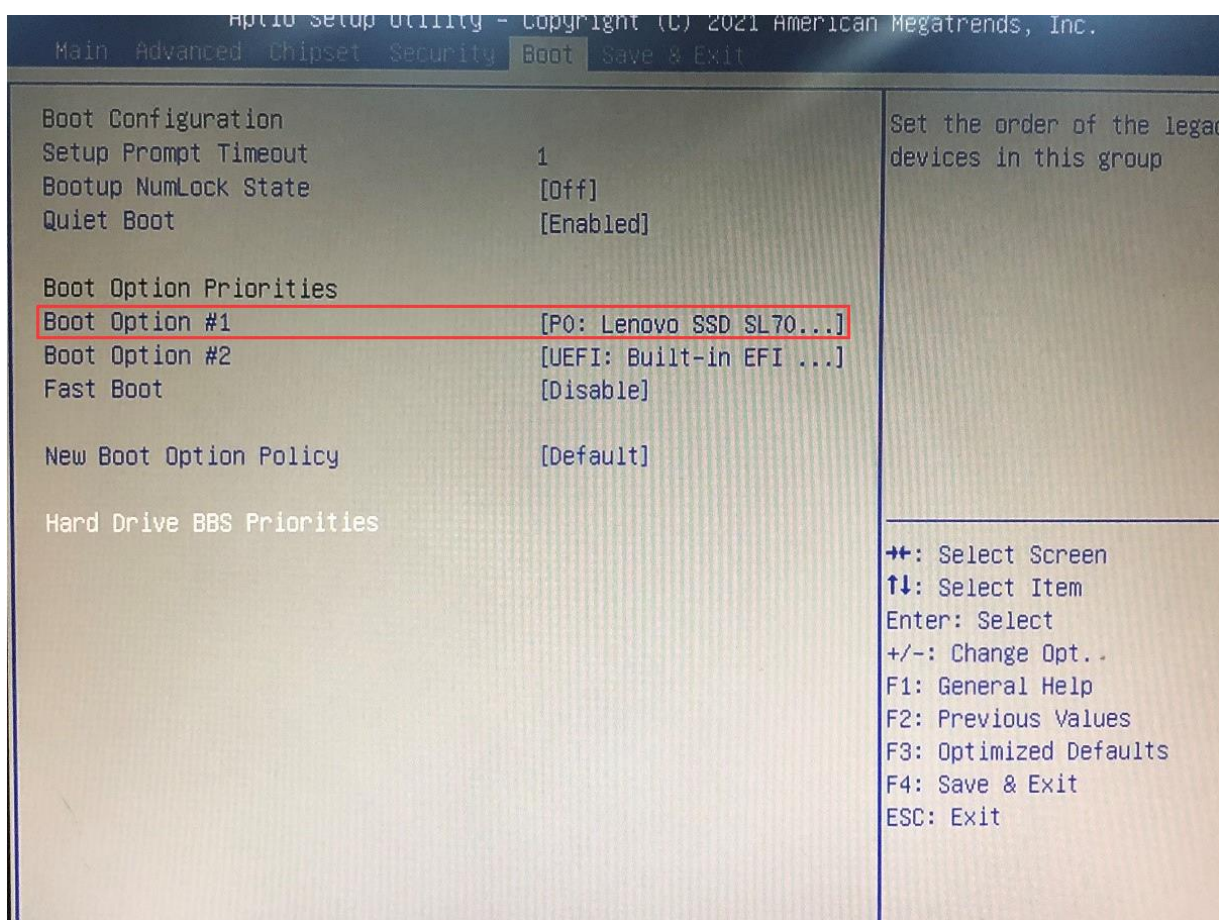 Aptio Setup Utility – Copyright (C) 2021 American Megatrends, Inc.
Main Advanced Chipset Security Boot Save & Exit
Boot Configuration
Setup Prompt Timeout 1
Bootup NumLock State [Off]
Quiet Boot [Enabled]
Boot Option Priorities
Boot Option #1 [P0: Lenovo SSD SL70...]
Boot Option #2 [UEFI: Built-in EFI ...]
Fast Boot [Disable]
New Boot Option Policy [Default]
Hard Drive BBS Priorities
Set the order of the legac
devices in this group
→←: Select Screen
↑↓: Select Item
Enter: Select
+/-: Change Opt.
F1: General Help
F2: Previous Values
F3: Optimized Defaults
F4: Save & Exit
ESC: Exit